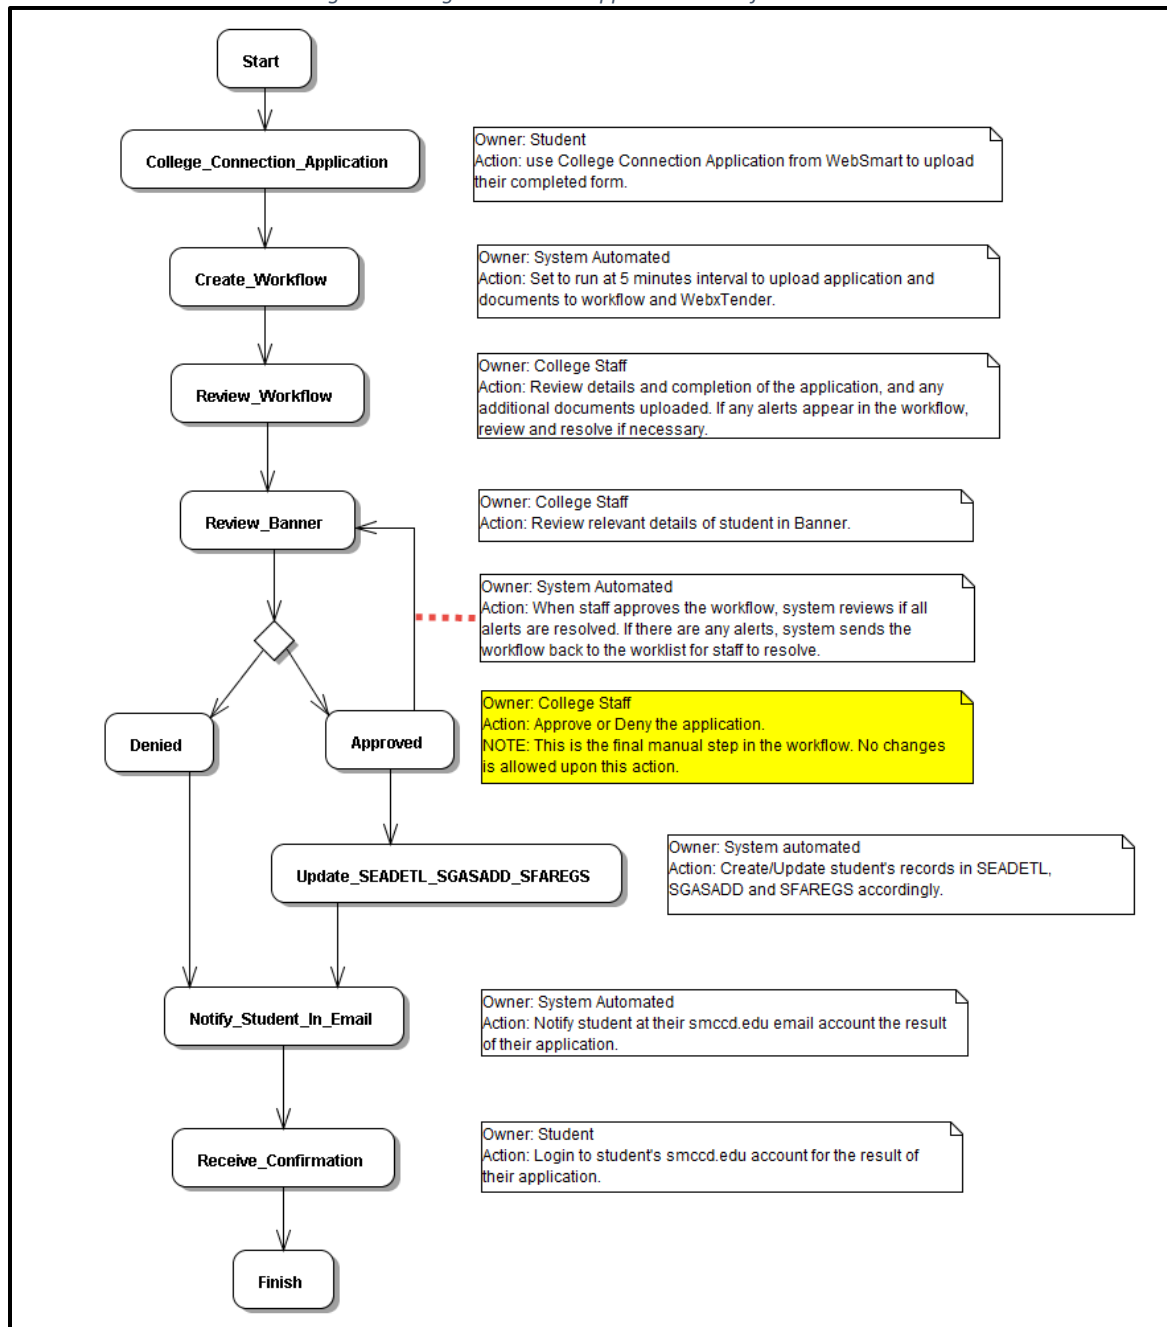 Start
College_Connection_Application
Owner: Student
Action: use College Connection Application from WebSmart to upload
their completed form.
Create_Workflow
Owner: System Automated
Action: Set to run at 5 minutes interval to upload application and
documents to workflow and WebxTender.
Review_Workflow
Owner: College Staff
Action: Review details and completion of the application, and any
additional documents uploaded. If any alerts appear in the workflow,
review and resolve if necessary.
Review_Banner
Owner: College Staff
Action: Review relevant details of student in Banner.
Owner: System Automated
Action: When staff approves the workflow, system reviews if all
alerts are resolved. If there are any alerts, system sends the
workflow back to the worklist for staff to resolve.
Denied
Approved
Owner: College Staff
Action: Approve or Deny the application.
NOTE: This is the final manual step in the workflow. No changes
is allowed upon this action.
Update_SEADETL_SGASADD_SFAREGS
Owner: System automated
Action: Create/Update student's records in SEADETL,
SGASADD and SFAREGS accordingly.
Notify_Student_In_Email
Owner: System Automated
Action: Notify student at their smccd.edu email account the result
of their application.
Receive_Confirmation
Owner: Student
Action: Login to student's smccd.edu account for the result of
their application.
Finish